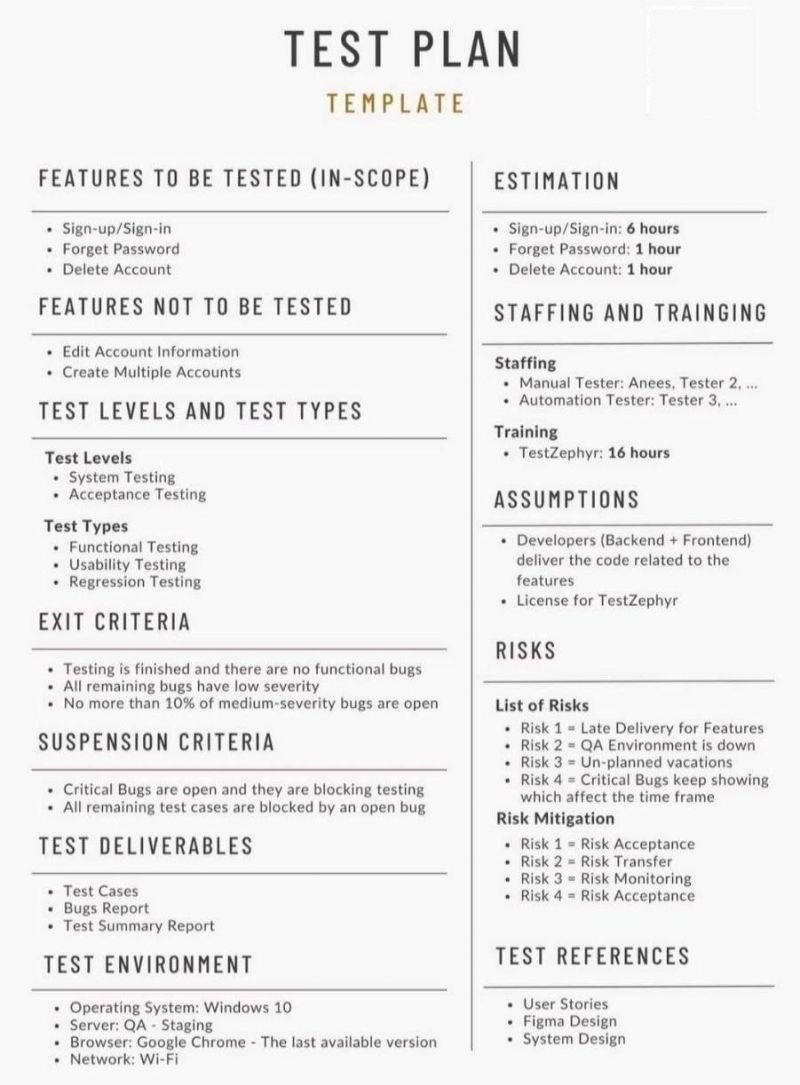 TEST PLAN
TEMPLATE
FEATURES TO BE TESTED (IN-SCOPE)
• Sign-up/Sign-in
• Forget Password
• Delete Account
FEATURES NOT TO BE TESTED
• Edit Account Information
• Create Multiple Accounts
TEST LEVELS AND TEST TYPES
Test Levels
• System Testing
• Acceptance Testing
Test Types
• Functional Testing
• Usability Testing
• Regression Testing
EXIT CRITERIA
• Testing is finished and there are no functional bugs
• All remaining bugs have low severity
• No more than 10% of medium-severity bugs are open
SUSPENSION CRITERIA
• Critical Bugs are open and they are blocking testing
• All remaining test cases are blocked by an open bug
TEST DELIVERABLES
• Test Cases
• Bugs Report
• Test Summary Report
TEST ENVIRONMENT
• Operating System: Windows 10
• Server: QA - Staging
• Browser: Google Chrome - The last available version
• Network: Wi-Fi
ESTIMATION
• Sign-up/Sign-in: 6 hours
• Forget Password: 1 hour
• Delete Account: 1 hour
STAFFING AND TRAINGING
Staffing
• Manual Tester: Anees, Tester 2, ...
• Automation Tester: Tester 3, ...
Training
• TestZephyr: 16 hours
ASSUMPTIONS
• Developers (Backend + Frontend)
deliver the code related to the
features
• License for TestZephyr
RISKS
List of Risks
• Risk 1 = Late Delivery for Features
• Risk 2 = QA Environment is down
• Risk 3 = Un-planned vacations
• Risk 4 = Critical Bugs keep showing
which affect the time frame
Risk Mitigation
• Risk 1 = Risk Acceptance
• Risk 2 = Risk Transfer
• Risk 3 = Risk Monitoring
• Risk 4 = Risk Acceptance
TEST REFERENCES
• User Stories
• Figma Design
• System Design